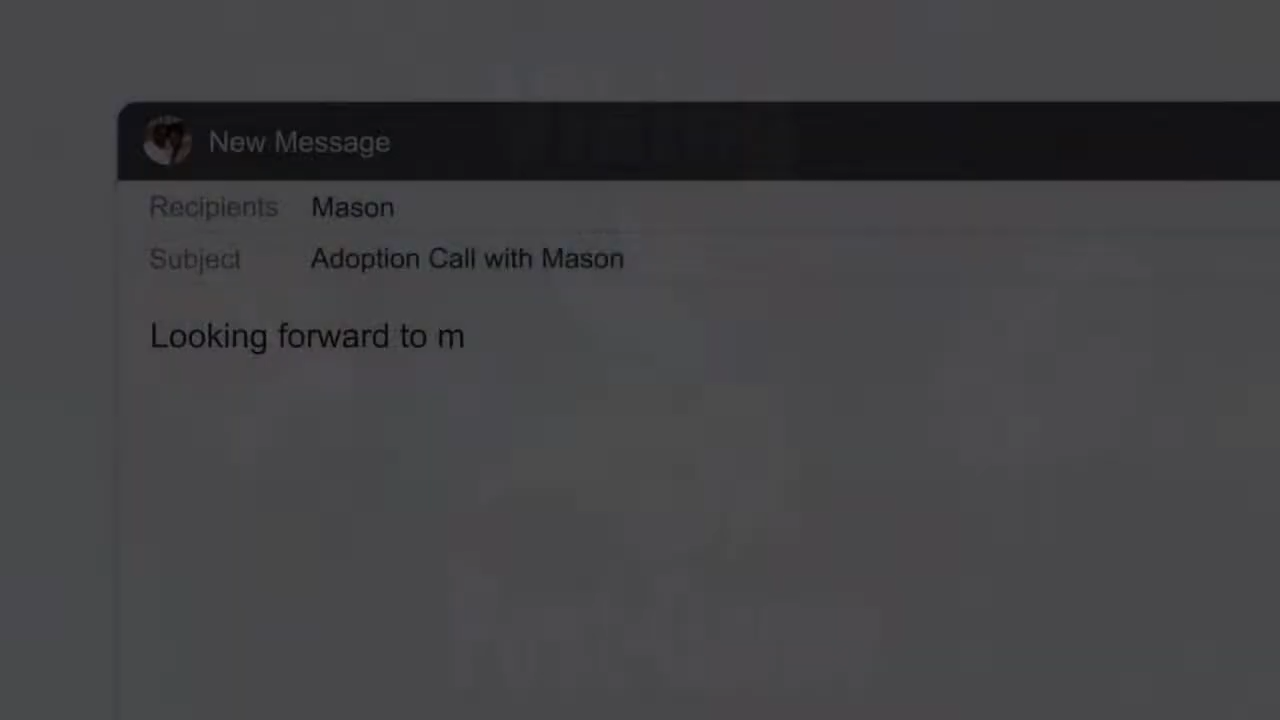 New Message
Recipients Mason
Subject Adoption Call with Mason
Looking forward to m